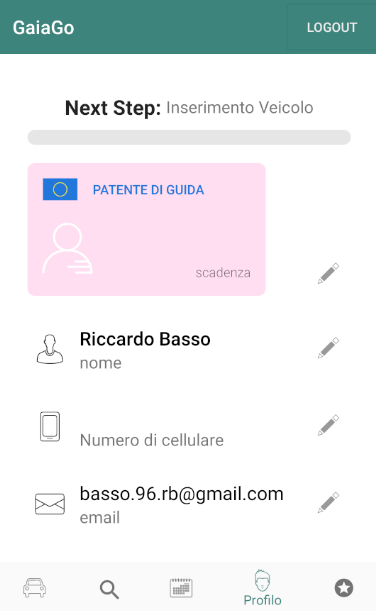 GaiaGo
LOGOUT
Next Step: Inserimento Veicolo
PATENTE DI GUIDA
scadenza
Riccardo Basso
nome
Numero di cellulare
basso.96.rb@gmail.com
email
Profilo